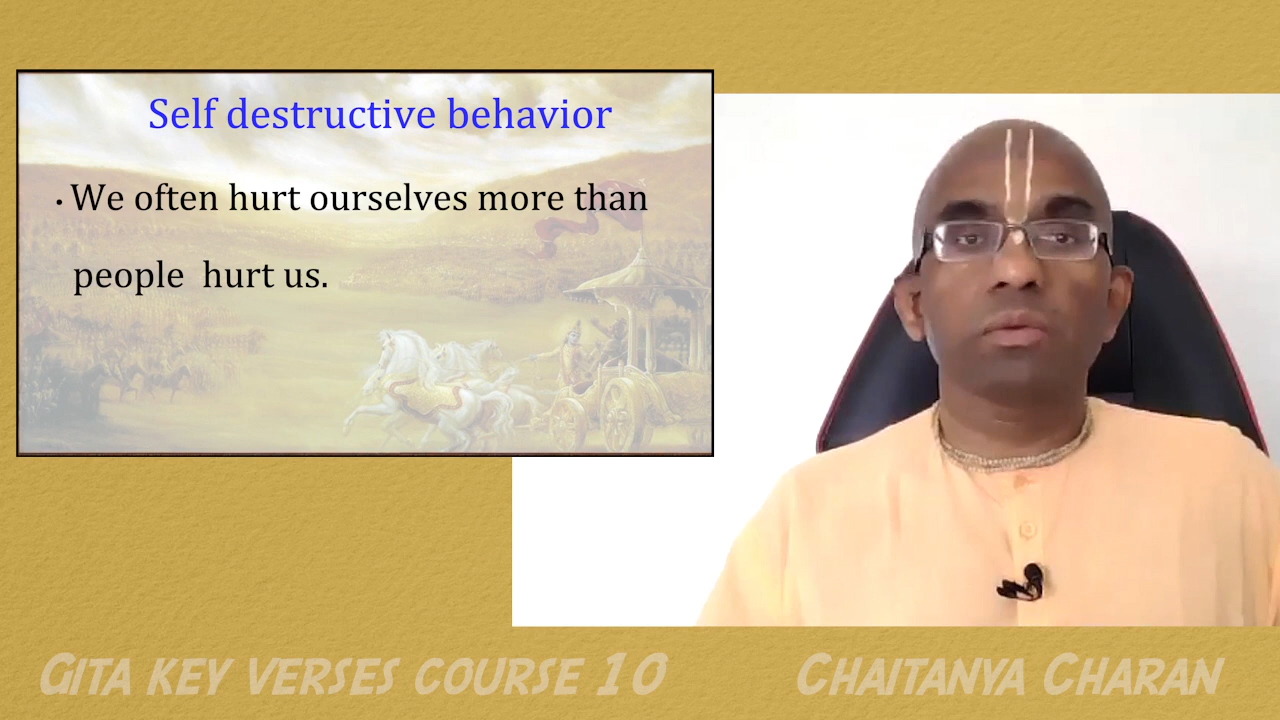 Self destructive behavior
• We often hurt ourselves more than
people hurt us.
GITA KEY VERSES COURSE 10
CHAITANYA CHARAN